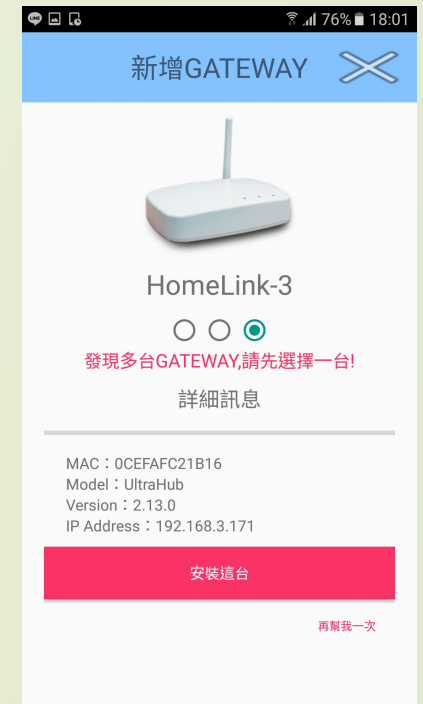 76% 18:01
新增GATEWAY
HomeLink-3
發現多台GATEWAY,請先選擇一台!
詳細訊息
MAC：0CEFAFC21B16
Model：UltraHub
Version：2.13.0
IP Address：192.168.3.171
安裝這台
再幫我一次